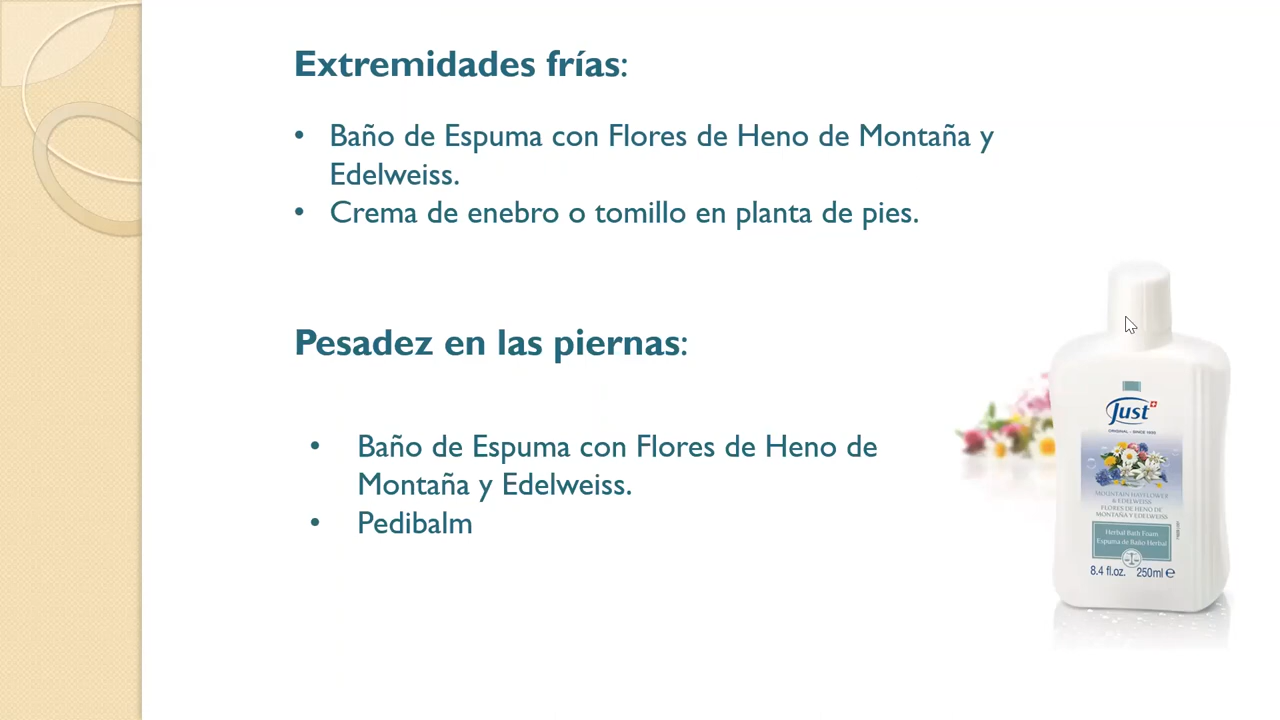 Extremidades frías:
• Baño de Espuma con Flores de Heno de Montaña y
Edelweiss.
• Crema de enebro o tomillo en planta de pies.
Pesadez en las piernas:
• Baño de Espuma con Flores de Heno de
Montaña y Edelweiss.
• Pedibalm
Just
ORIGINAL - SINCE 1930
MOUNTAIN HAYFLOWER
& EDELWEISS
FLORES DE HENO DE
MONTAÑA Y EDELWEISS
Herbal Bath Foam
Espuma de Baño Herbal
8.4 fl.oz. 250ml e